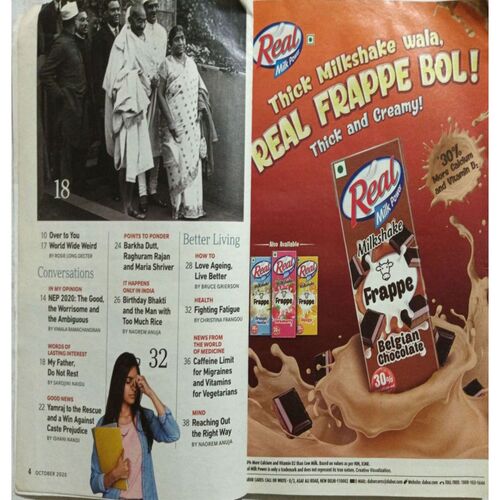 18
10 Over to You
17 World Wide Weird
BY ROSIE LONG DECTER
Conversations
IN MY OPINION
14 NEP 2020: The Good,
the Worrisome and
the Ambiguous
BY VIMALA RAMACHANDRAN
WORDS OF
LASTING INTEREST
18 My Father,
Do Not Rest
BY SAROJINI NAIDU
GOOD NEWS
22 Yamraj to the Rescue
and a Win Against
Caste Prejudice
BY ISHANI NANDI
4 OCTOBER 2020
POINTS TO PONDER
24 Barkha Dutt,
Raghuram Rajan
and Maria Shriver
IT HAPPENS
ONLY IN INDIA
26 Birthday Bhakti
and the Man with
Too Much Rice
BY NAOREM ANUJA
32
Better Living
HOW TO
28 Love Ageing,
Live Better
BY BRUCE GRIERSON
HEALTH
32 Fighting Fatigue
BY CHRISTINA FRANGOU
NEWS FROM
THE WORLD
OF MEDICINE
36 Caffeine Limit
for Migraines
and Vitamins
for Vegetarians
MIND
38 Reaching Out
the Right Way
BY NAOREM ANUJA
Real
Milk Power
Thick Milkshake wala,
REAL FRAPPE BOL!
Thick and Creamy!
30%
More Calcium
and Vitamin D2
Real
Milk Power
Milkshake
Frappe
Belgian
Chocolate
30%
Also Available
Real
Frappe
Real
Frappe
Real
Frappe